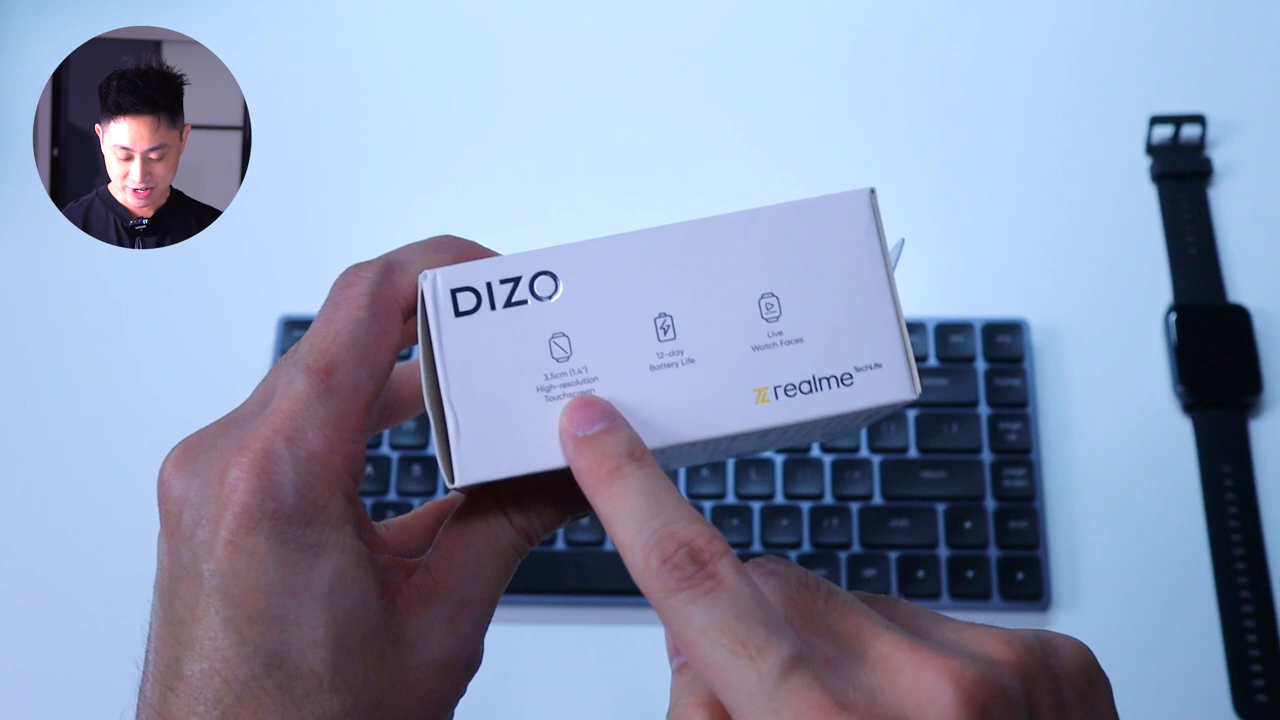 DIZO
3.5cm (1.4")
High-resolution
Touchscreen
12-day
Battery Life
Live
Watch Faces
realme TechLife